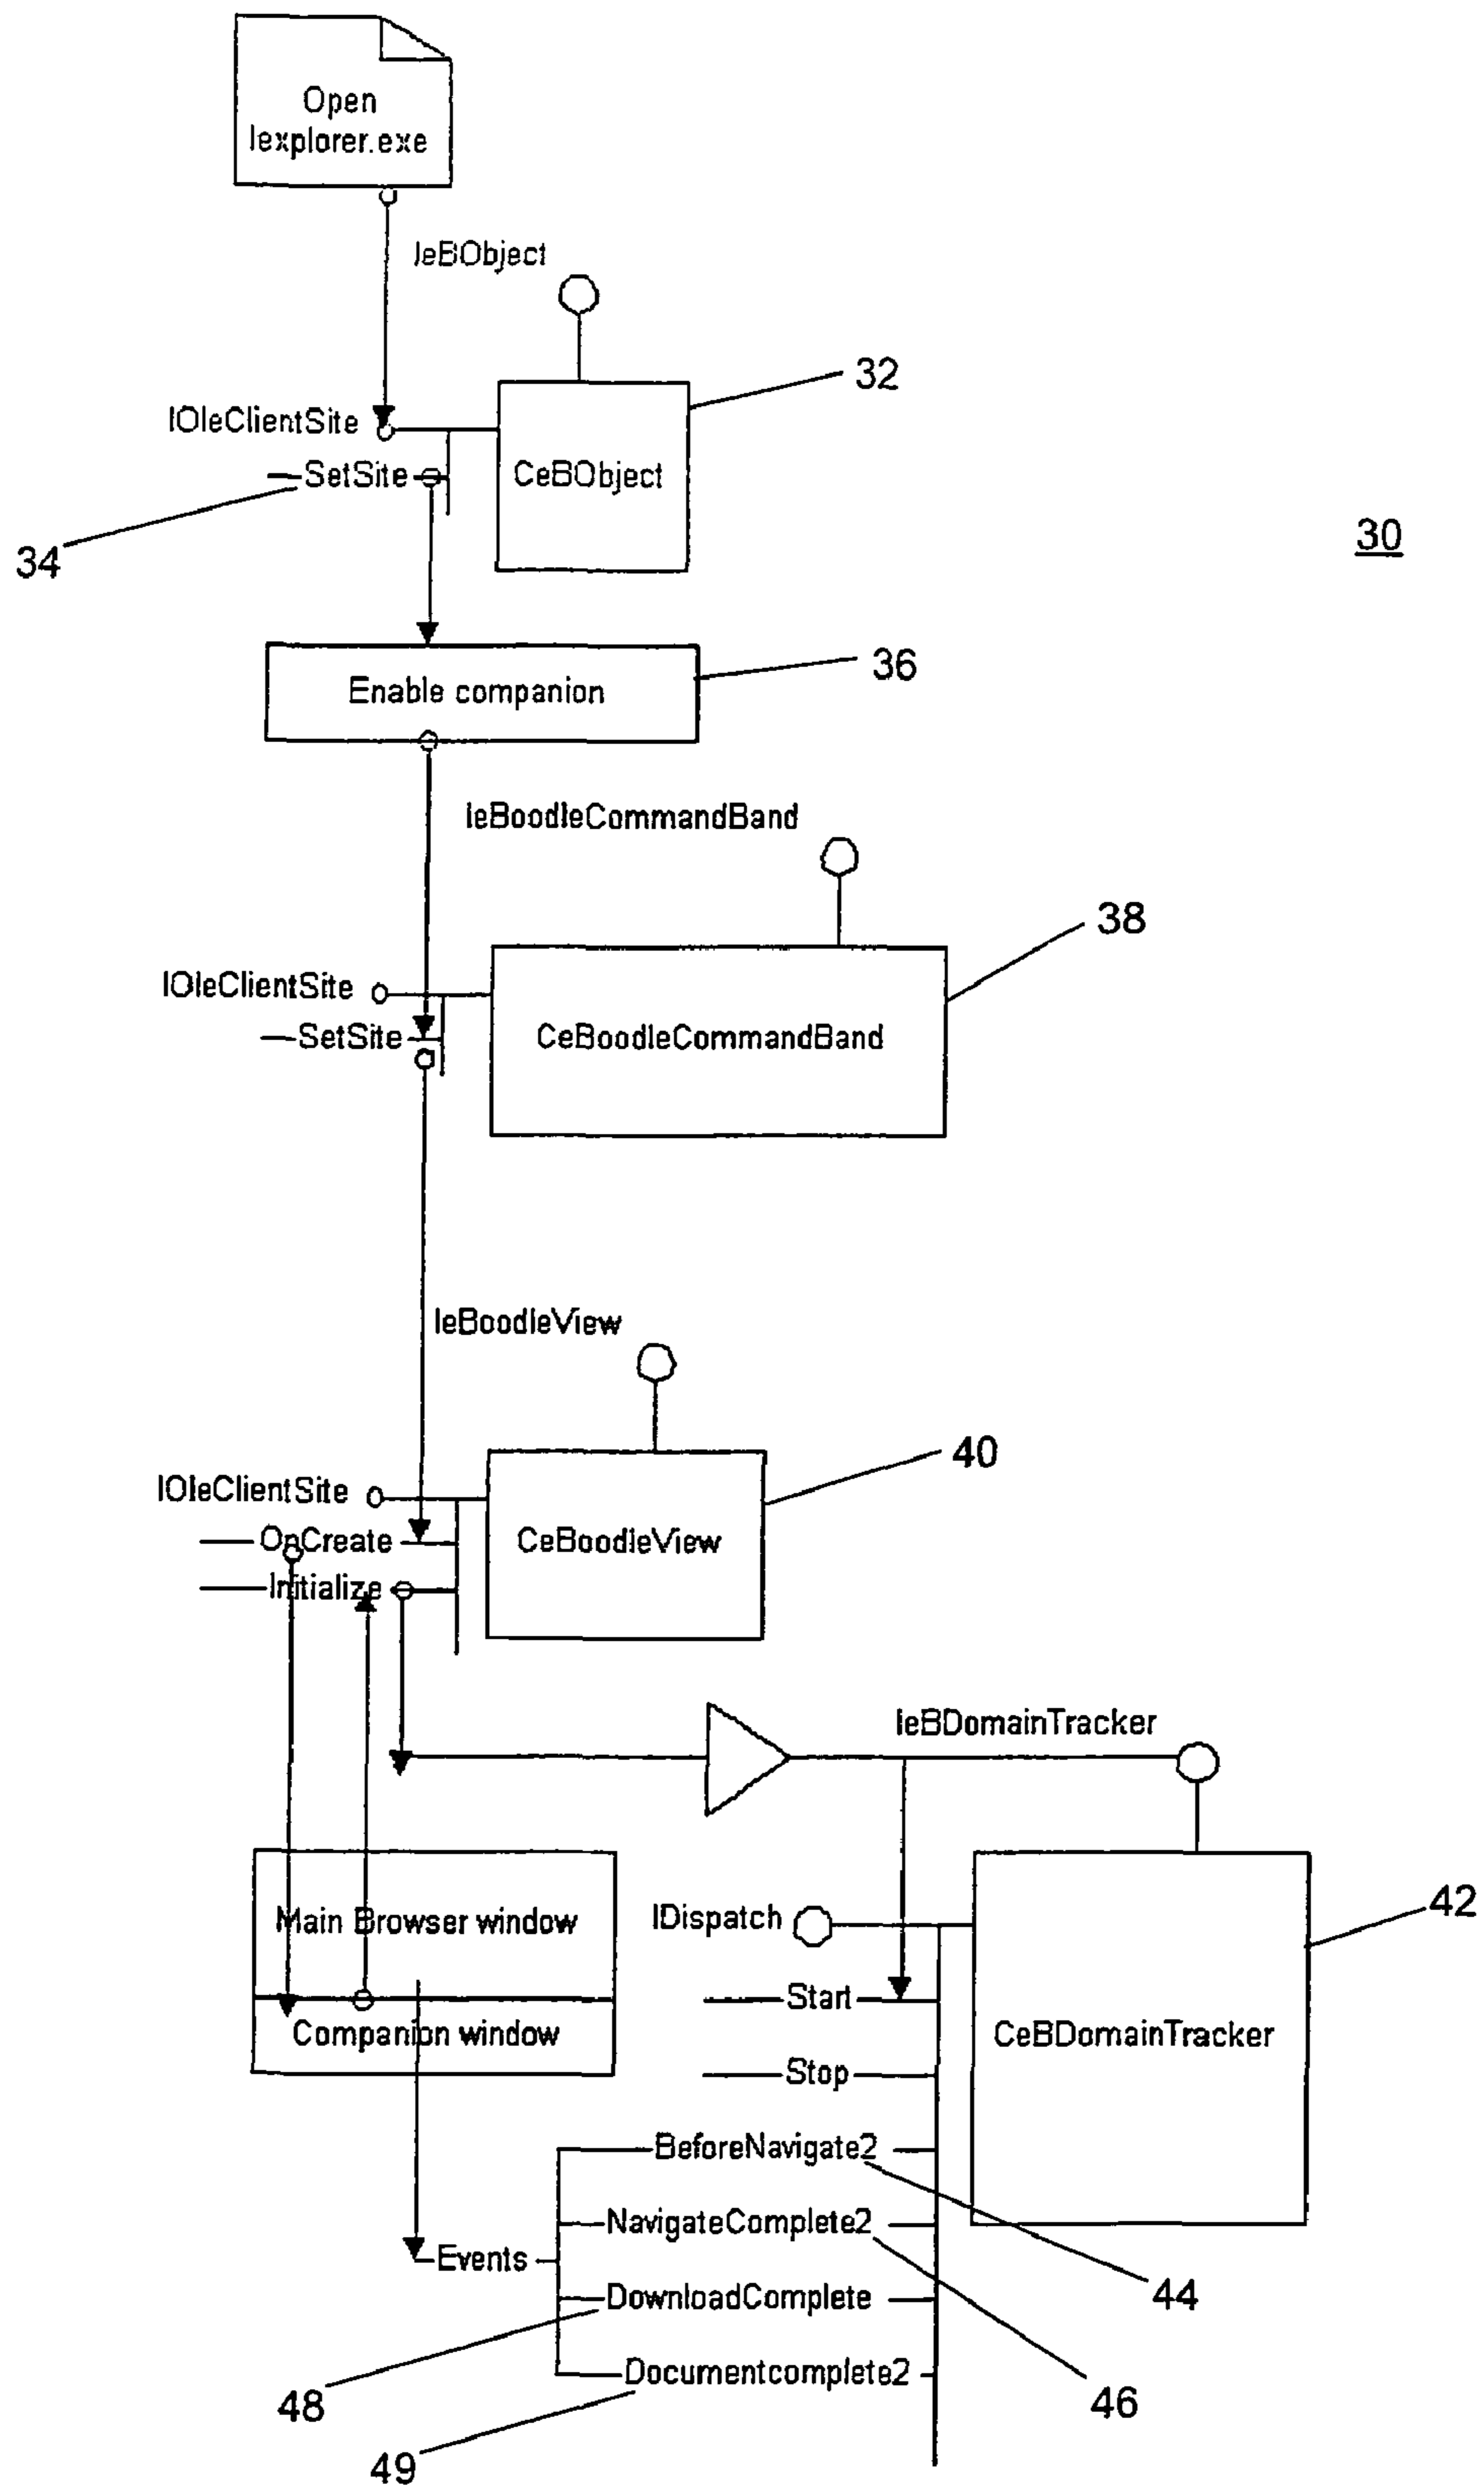 Open
Iexplorer.exe
IeBObject
32
IOleClientSite
SetSite
CeBObject
34
30
Enable companion
36
IeBoodleCommandBand
38
IOleClientSite
SetSite
CeBoodleCommandBand
IeBoodleView
40
IOleClientSite
OnCreate
Initialize
CeBoodleView
IeBDomainTracker
Main Browser window
Companion window
IDispatch
42
Start
CeBDomainTracker
Stop
BeforeNavigate2
NavigateComplete2
Events
DownloadComplete
44
Documentcomplete2
48
46
49